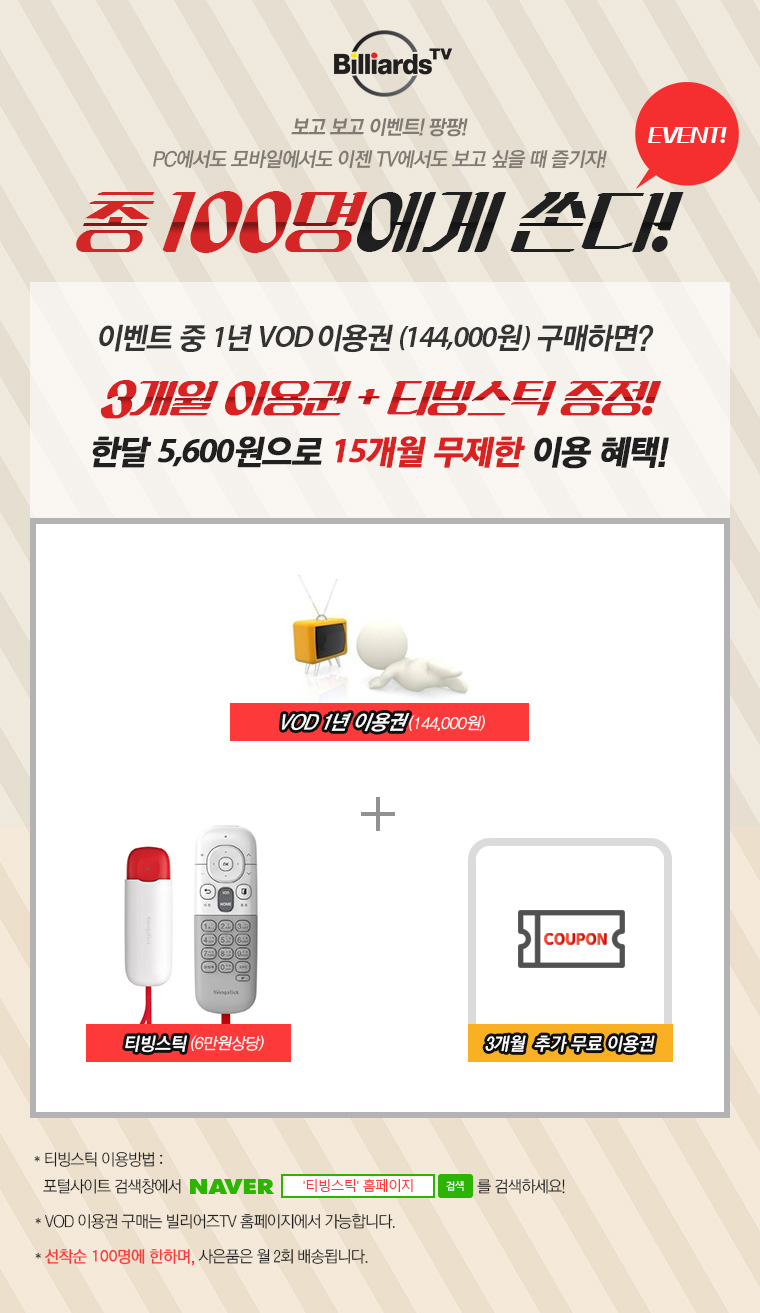 Billiards TV
보고 보고 이벤트! 팡팡!
PC에서도 모바일에서도 이젠 TV에서도 보고 싶을 때 즐기자!
EVENT!
총 100명에게 쏜다!
이벤트 중 1년 VOD 이용권 (144,000원) 구매하면?
3개월 이용권 + 티빙스틱 증정!
한달 5,600원으로 15개월 무제한 이용 혜택!
VOD 1년 이용권 (144,000원)
+
OK
VOD
HOME
COUPON
티빙스틱 (6만원상당)
3개월 추가 무료 이용권
* 티빙스틱 이용방법 :
포털사이트 검색창에서 NAVER '티빙스틱' 홈페이지 검색 를 검색하세요!
* VOD 이용권 구매는 빌리어즈TV 홈페이지에서 가능합니다.
* 선착순 100명에 한하며, 사은품은 월 2회 배송됩니다.